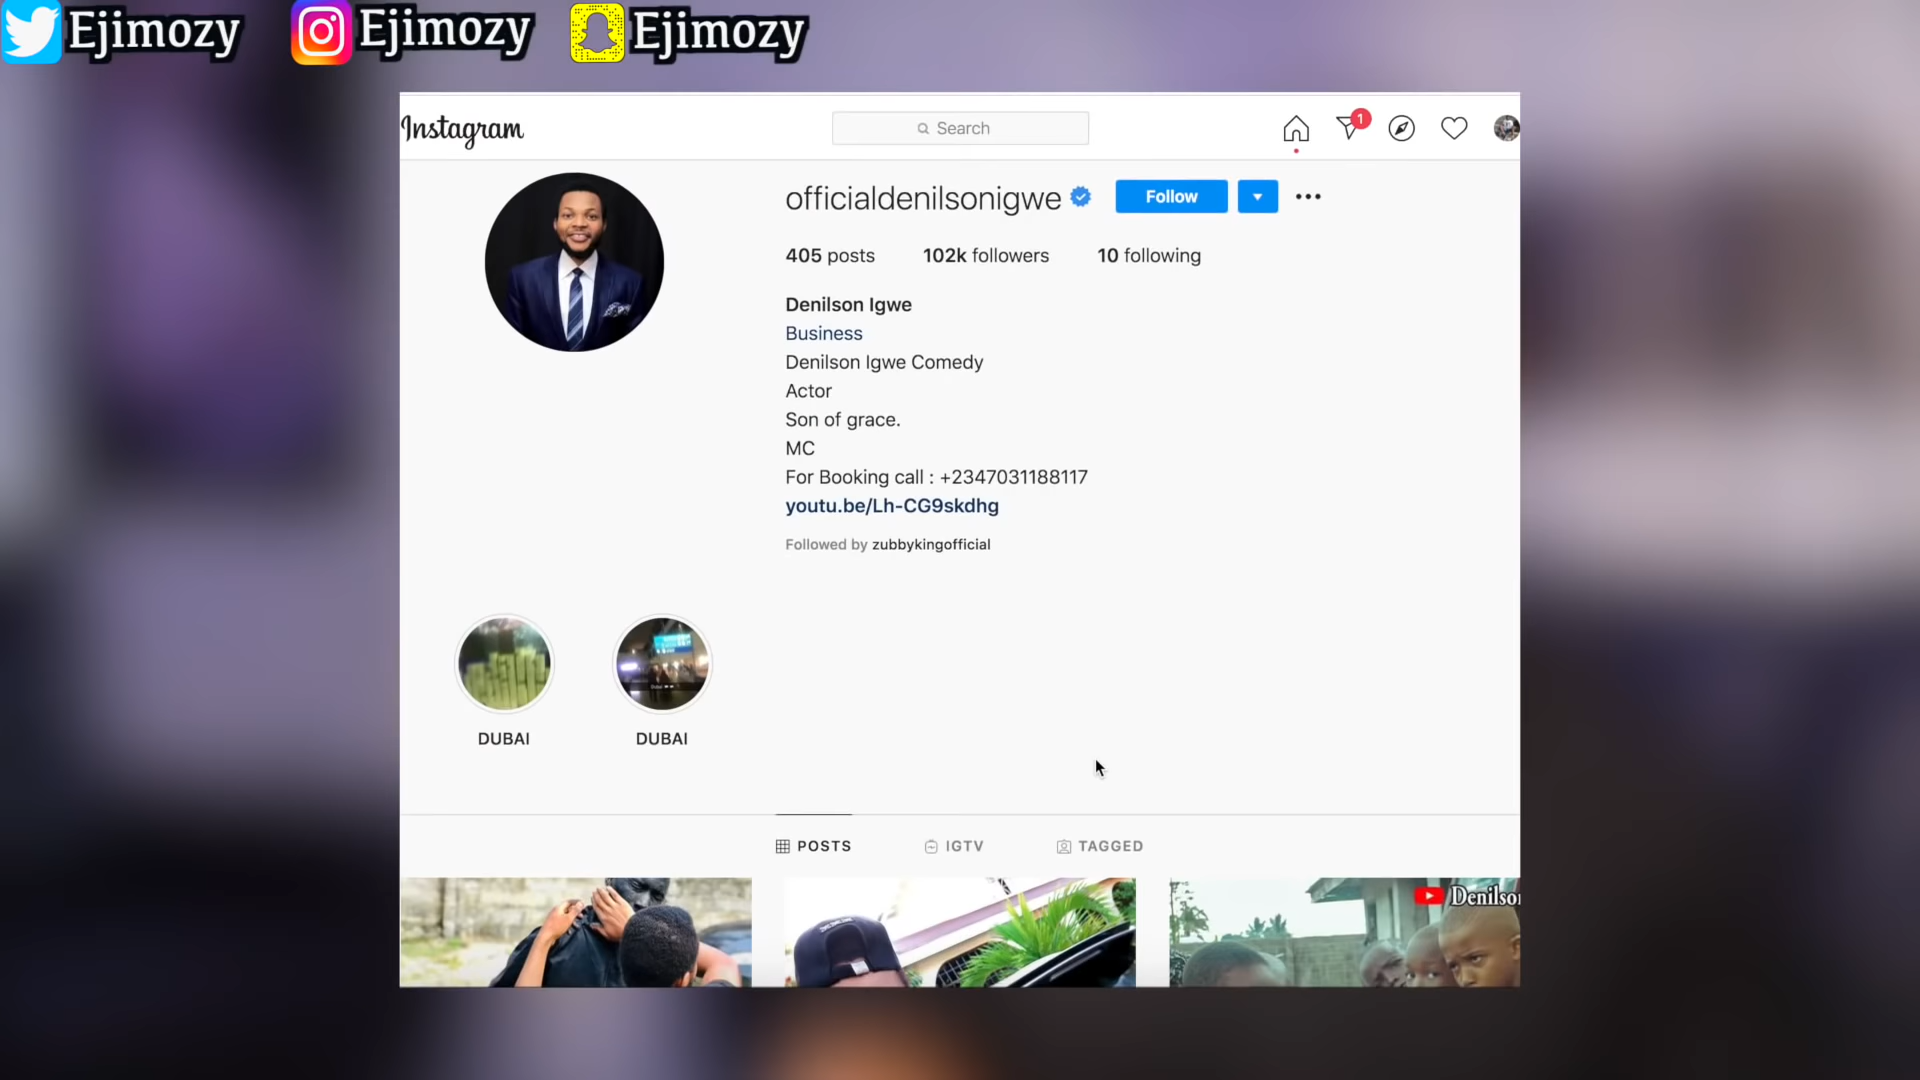 Ejimozy Ejimozy Ejimozy
Instagram
Search
1
officialdenilsonigwe
Follow
405 posts 102k followers 10 following
Denilson Igwe
Business
Denilson Igwe Comedy
Actor
Son of grace.
MC
For Booking call : +2347031188117
youtu.be/Lh-CG9skdhg
Followed by zubbykingofficial
DUBAI DUBAI
POSTS IGTV TAGGED